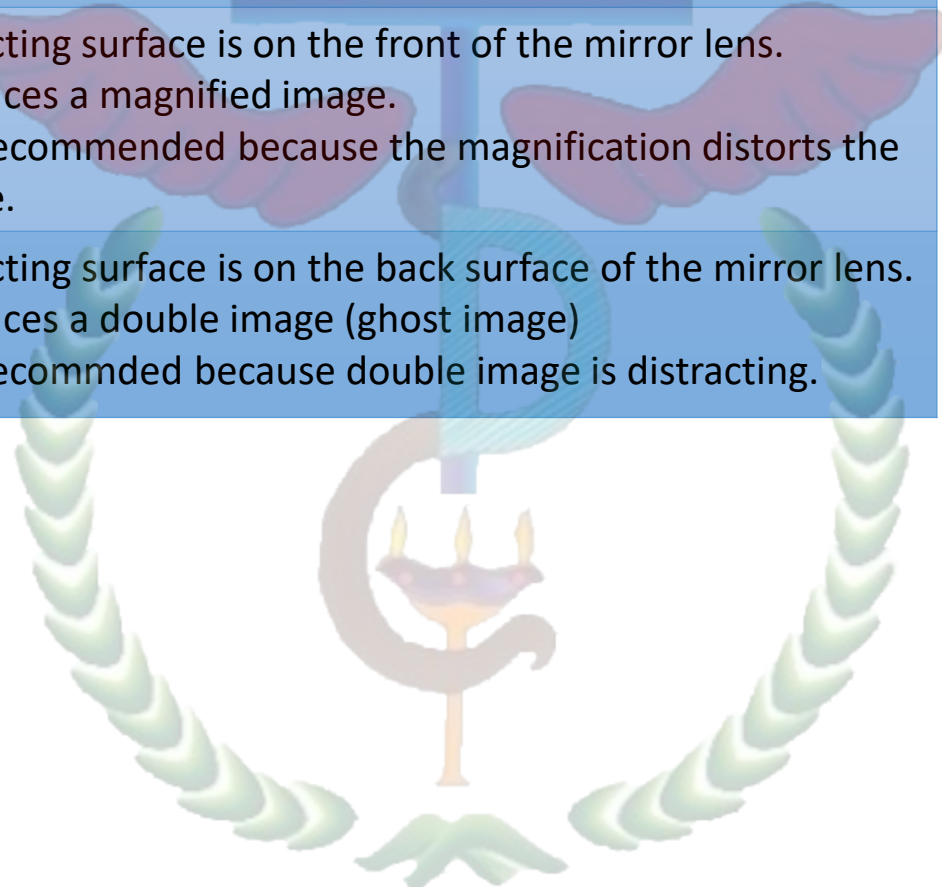 cting surface is on the front of the mirror lens.
ces a magnified image.
ecommended because the magnification distorts the
e.
cting surface is on the back surface of the mirror lens.
ces a double image (ghost image)
ecommded because double image is distracting.